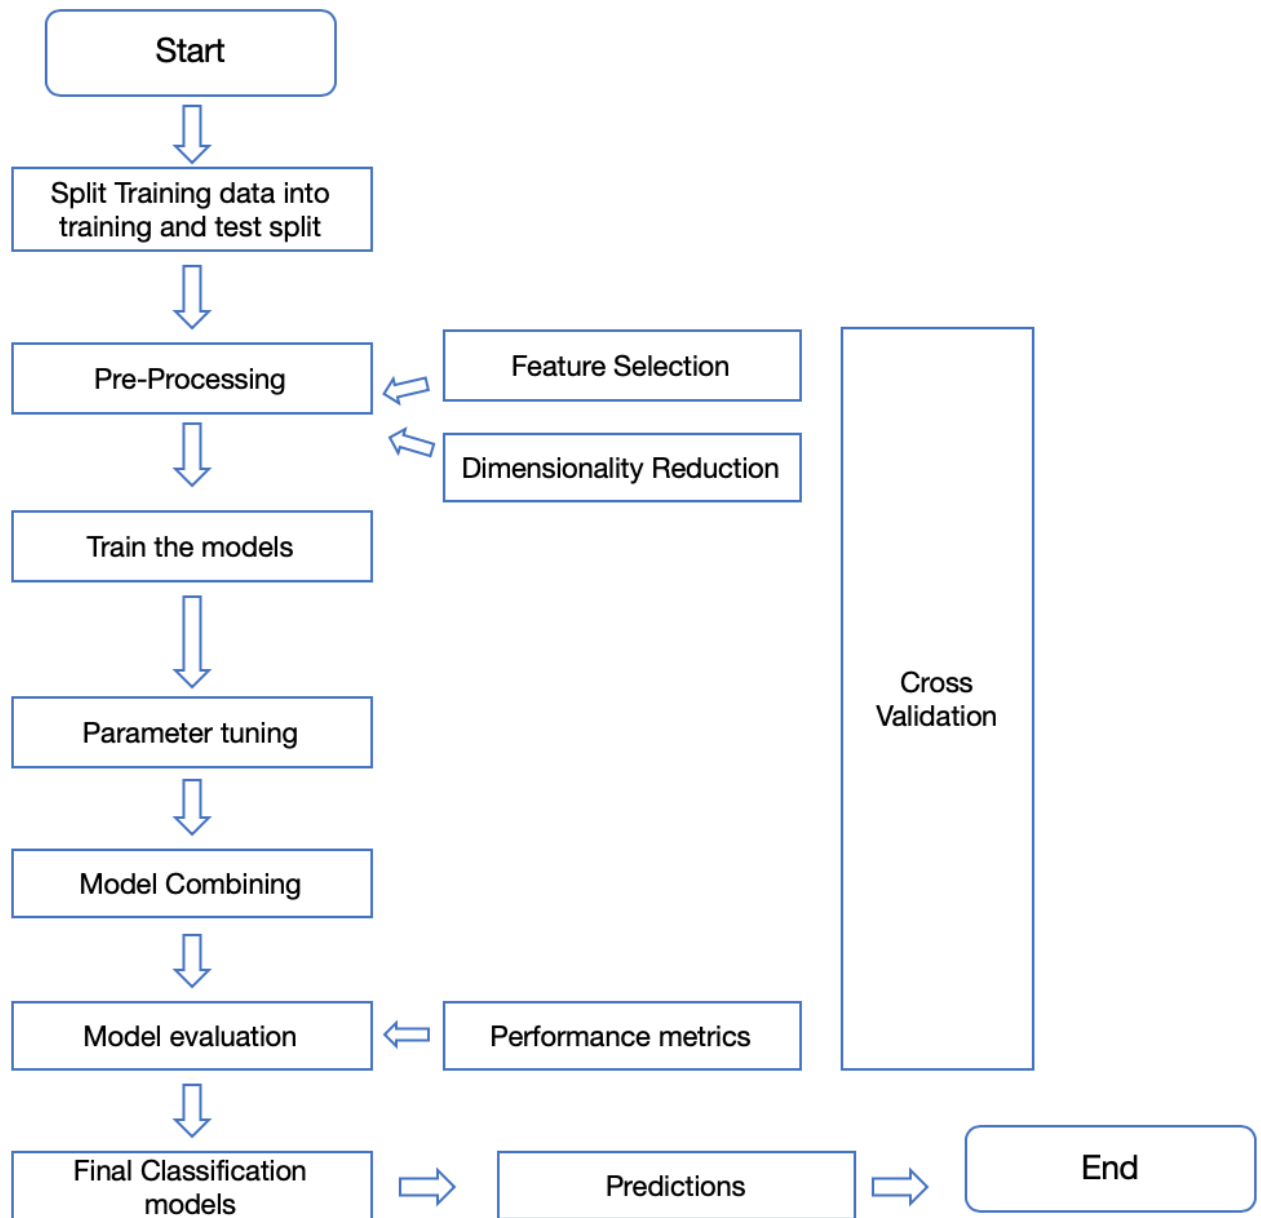 Start
Split Training data into
training and test split
Pre-Processing
Feature Selection
Dimensionality Reduction
Train the models
Cross
Validation
Parameter tuning
Model Combining
Model evaluation
Performance metrics
Final Classification
models
Predictions
End